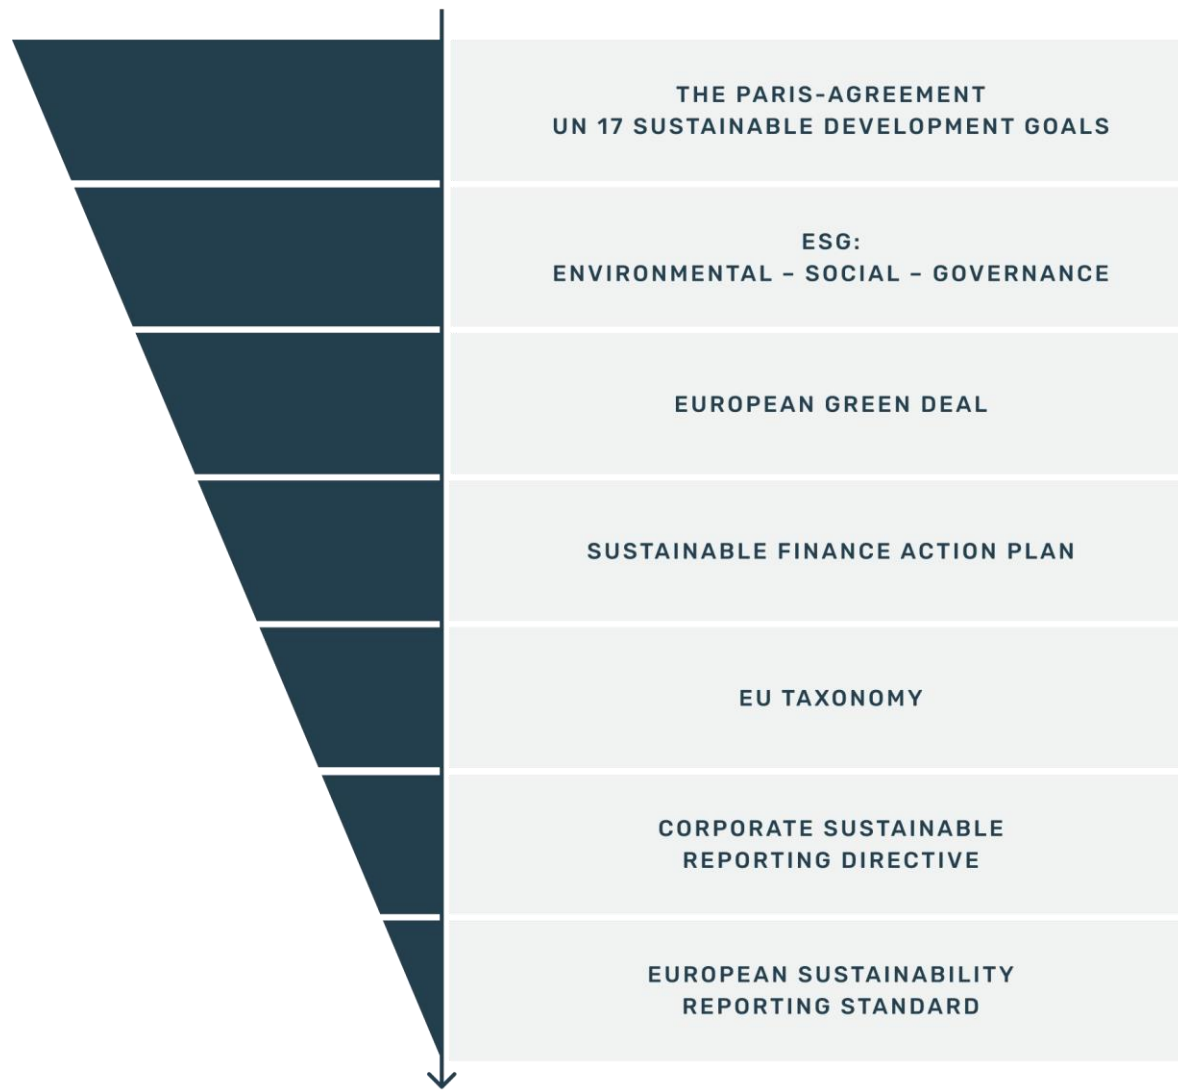 THE PARIS-AGREEMENT
UN 17 SUSTAINABLE DEVELOPMENT GOALS
ESG:
ENVIRONMENTAL – SOCIAL – GOVERNANCE
EUROPEAN GREEN DEAL
SUSTAINABLE FINANCE ACTION PLAN
EU TAXONOMY
CORPORATE SUSTAINABLE
REPORTING DIRECTIVE
EUROPEAN SUSTAINABILITY
REPORTING STANDARD